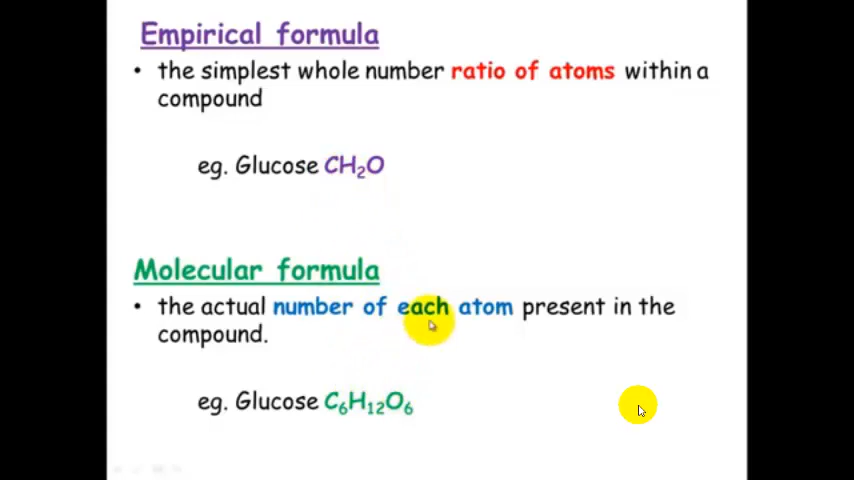 Empirical formula
• the simplest whole number ratio of atoms within a
compound
eg. Glucose CH₂O
Molecular formula
• the actual number of each atom present in the
compound.
eg. Glucose C₆H₁₂O₆